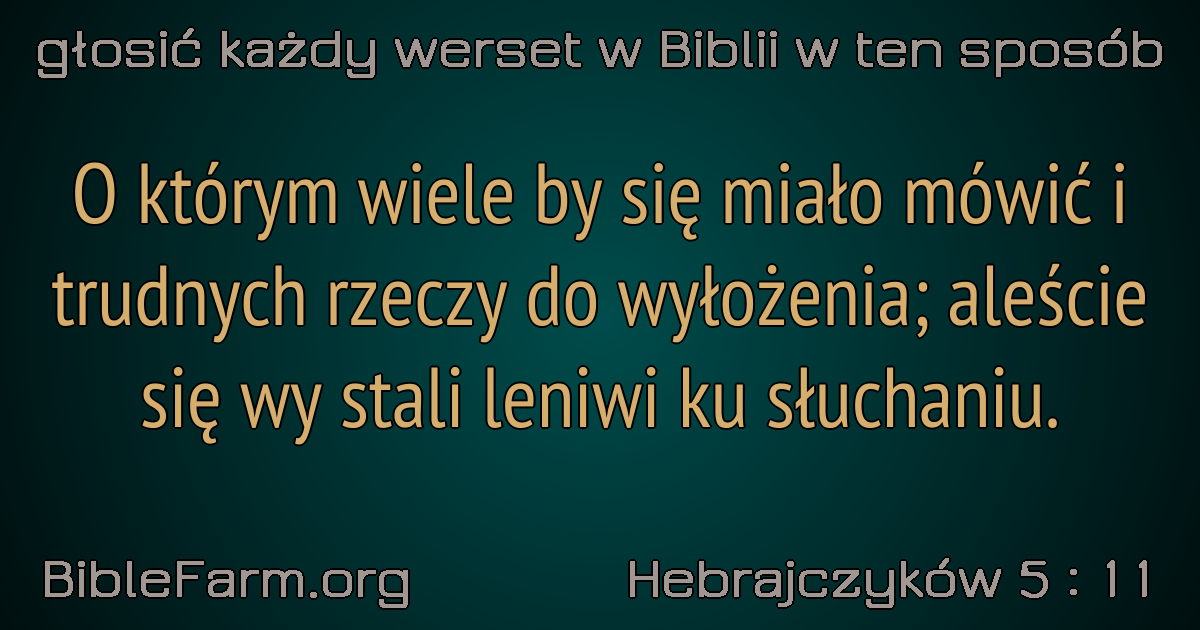 głosić każdy werset w Biblii w ten sposób
O którym wiele by się miało mówić i
trudnych rzeczy do wyłożenia; aleście
się wy stali leniwi ku słuchaniu.
BibleFarm.org
Hebrajczyków 5 : 11